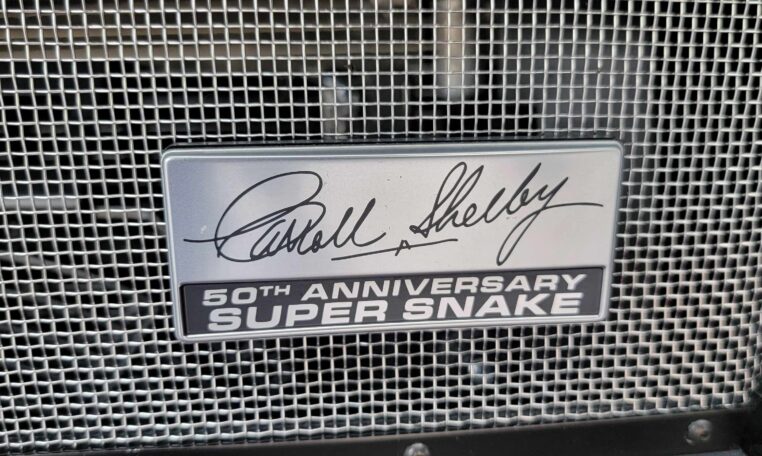 Carroll Shelby
50TH ANNIVERSARY
SUPER SNAKE